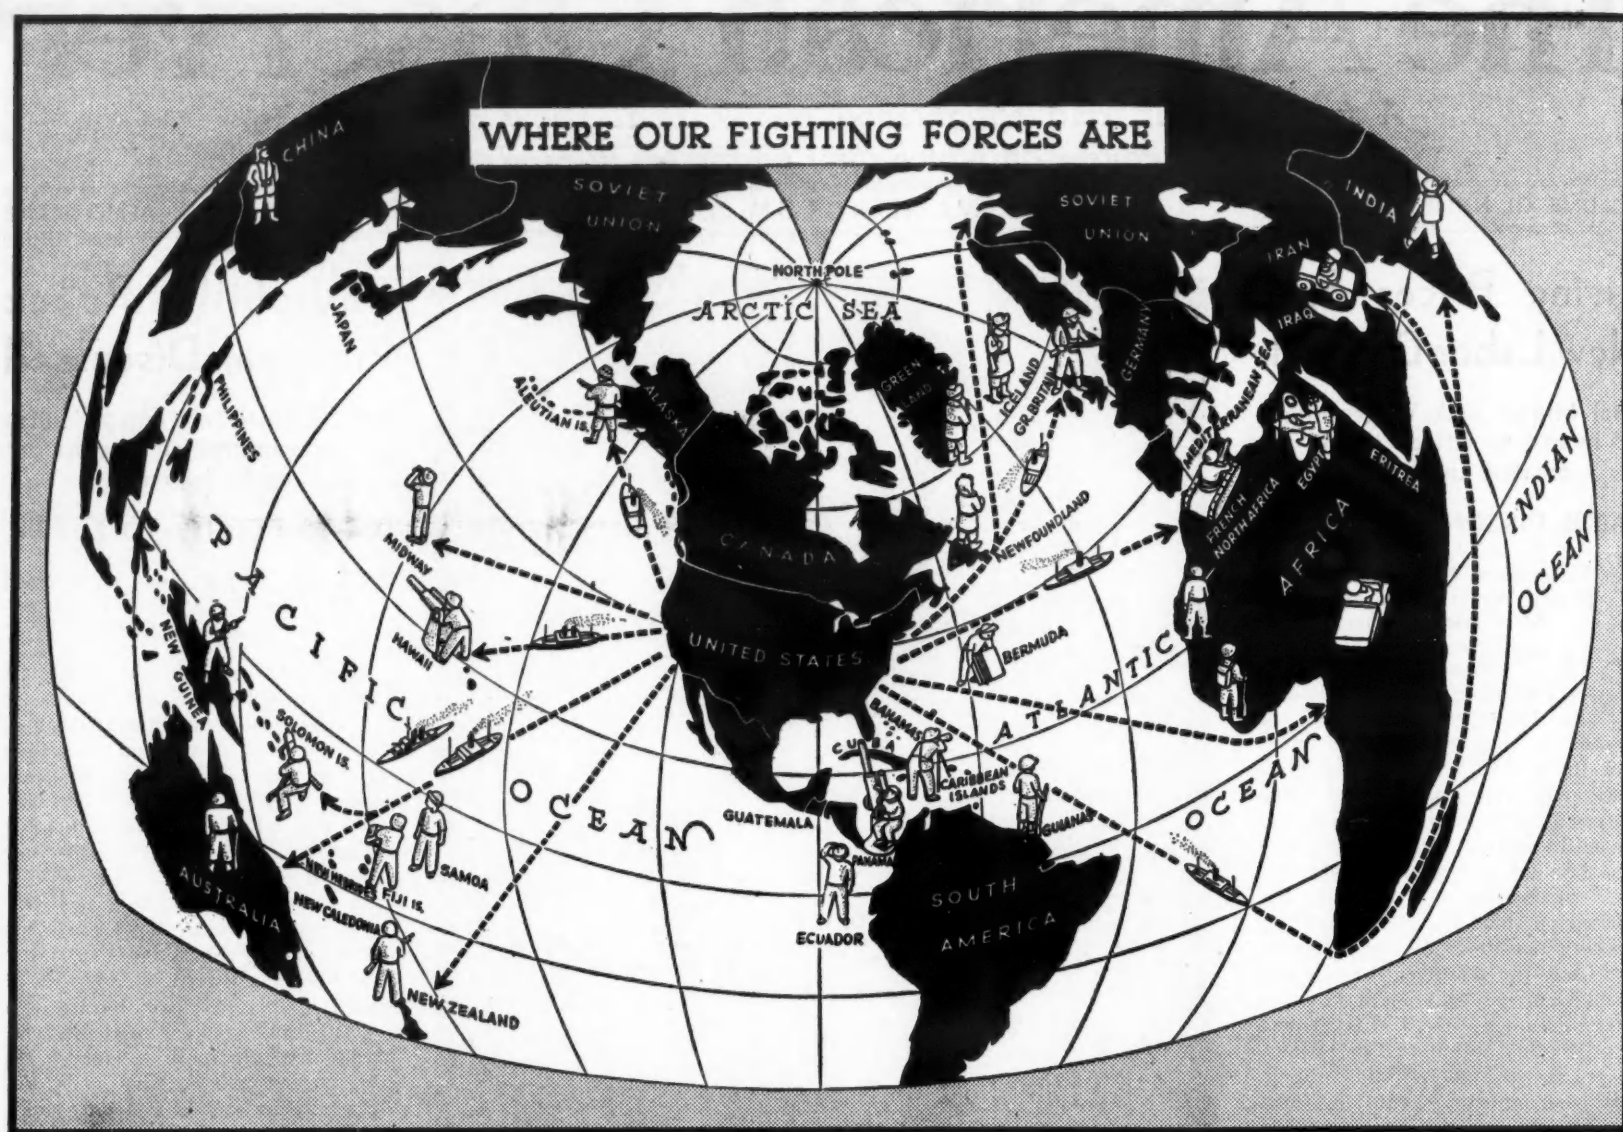 WHERE OUR FIGHTING FORCES ARE
CHINA
SOVIET
UNION
SOVIET
UNION
INDIA
IRAN
IRAQ
NORTH POLE
ARCTIC SEA
JAPAN
PHILIPPINES
ALEUTIAN IS.
ALASKA
GREEN
LAND
ICELAND
GR. BRITAIN
GERMANY
MEDITERRANEAN SEA
EGYPT
ERITREA
FRENCH
NORTH AFRICA
AFRICA
INDIAN
OCEAN
MIDWAY
HAWAII
PACIFIC
OCEAN
CANADA
NEWFOUNDLAND
UNITED STATES
BERMUDA
ATLANTIC
OCEAN
BAHAMAS
CUBA
CARIBBEAN
ISLANDS
GUATEMALA
PANAMA
GUIANAS
ECUADOR
SOUTH
AMERICA
NEW
GUINEA
SOLOMON IS.
SAMOA
NEW HEBRIDES
FIJI IS.
NEW CALEDONIA
AUSTRALIA
NEW ZEALAND